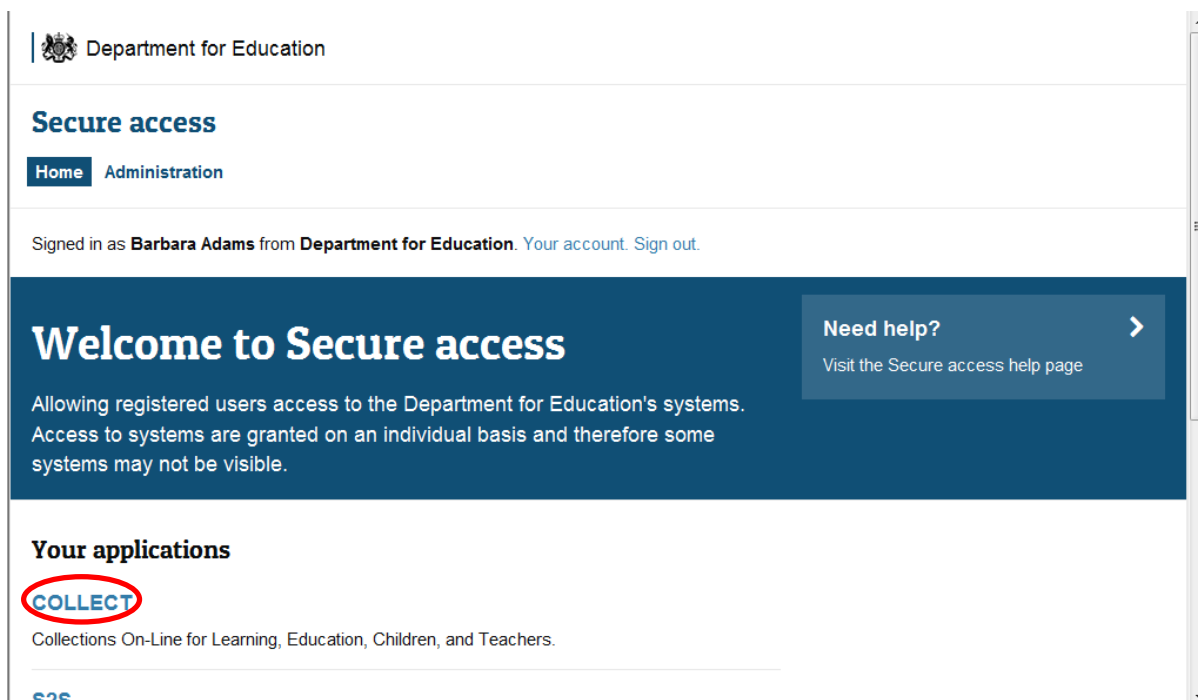 Department for Education
Secure access
Home Administration
Signed in as Barbara Adams from Department for Education. Your account. Sign out.
Welcome to Secure access
Allowing registered users access to the Department for Education's systems.
Access to systems are granted on an individual basis and therefore some
systems may not be visible.
Need help?
Visit the Secure access help page
Your applications
COLLECT
Collections On-Line for Learning, Education, Children, and Teachers.
S2S